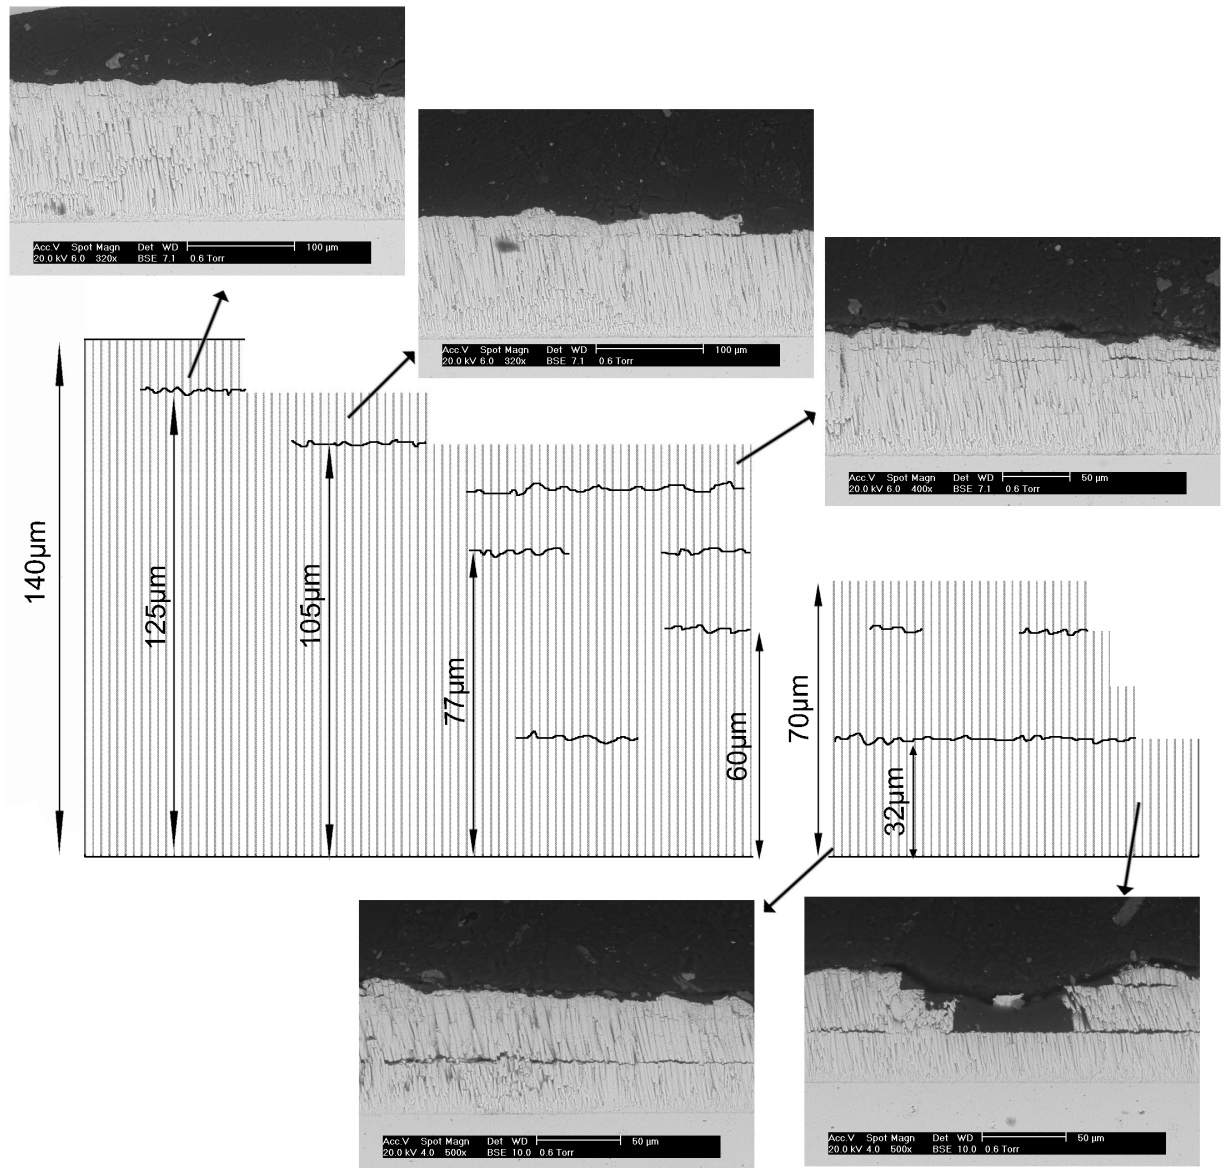 Acc.V Spot Magn Det WD 100 µm
20.0 kV 6.0 320x BSE 7.1 0.6 Torr
Acc.V Spot Magn Det WD 100 µm
20.0 kV 6.0 320x BSE 7.1 0.6 Torr
Acc.V Spot Magn Det WD 50 µm
20.0 kV 6.0 400x BSE 7.1 0.6 Torr
140µm
125µm
105µm
77µm
60µm
70µm
32µm
Acc.V Spot Magn Det WD 50 µm
20.0 kV 4.0 500x BSE 10.0 0.6 Torr
Acc.V Spot Magn Det WD 50 µm
20.0 kV 4.0 500x BSE 10.0 0.6 Torr